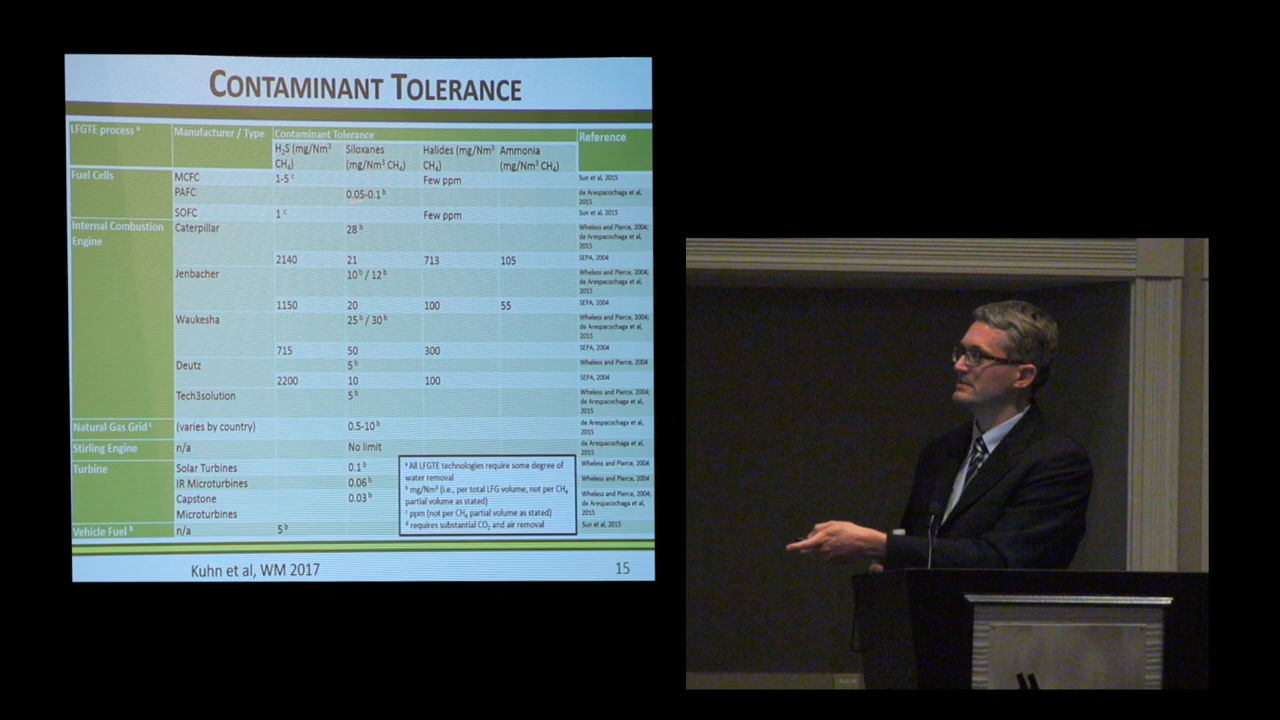 CONTAMINANT TOLERANCE
LFGTE process ᵃ Manufacturer / Type Contaminant Tolerance Reference
H₂S (mg/Nm³ CH₄) Siloxanes (mg/Nm³ CH₄) Halides (mg/Nm³ CH₄) Ammonia (mg/Nm³ CH₄)
Fuel Cells MCFC 1-5 ᶜ Few ppm Sun et al, 2015
PAFC 0.05-0.1 ᵇ de Arespacochaga et al, 2015
SOFC 1 ᶜ Few ppm Sun et al, 2015
Internal Combustion Engine Caterpillar 28 ᵇ Wheless and Pierce, 2004; de Arespacochaga et al, 2015
2140 21 713 105 SEPA, 2004
Jenbacher 10 ᵇ / 12 ᵇ Wheless and Pierce, 2004; de Arespacochaga et al, 2015
1150 20 100 55 SEPA, 2004
Waukesha 25 ᵇ / 30 ᵇ Wheless and Pierce, 2004; de Arespacochaga et al, 2015
715 50 300 SEPA, 2004
Deutz 5 ᵇ Wheless and Pierce, 2004
2200 10 100 SEPA, 2004
Tech3solution 5 ᵇ Wheless and Pierce, 2004; de Arespacochaga et al, 2015
Natural Gas Grid ᶜ (varies by country) 0.5-10 ᵇ de Arespacochaga et al, 2015
Stirling Engine n/a No limit de Arespacochaga et al, 2015
Turbine Solar Turbines 0.1 ᵇ Wheless and Pierce, 2004
IR Microturbines 0.06 ᵇ Wheless and Pierce, 2004
Capstone Microturbines 0.03 ᵇ Wheless and Pierce, 2004; de Arespacochaga et al, 2015
Vehicle Fuel ᵇ n/a 5 ᵇ Sun et al, 2015
ᵃ All LFGTE technologies require some degree of
water removal
ᵇ mg/Nm³ (i.e., per total LFG volume, not per CH₄
partial volume as stated)
ᶜ ppm (not per CH₄ partial volume as stated)
ᵈ requires substantial CO₂ and air removal
Kuhn et al, WM 2017
15